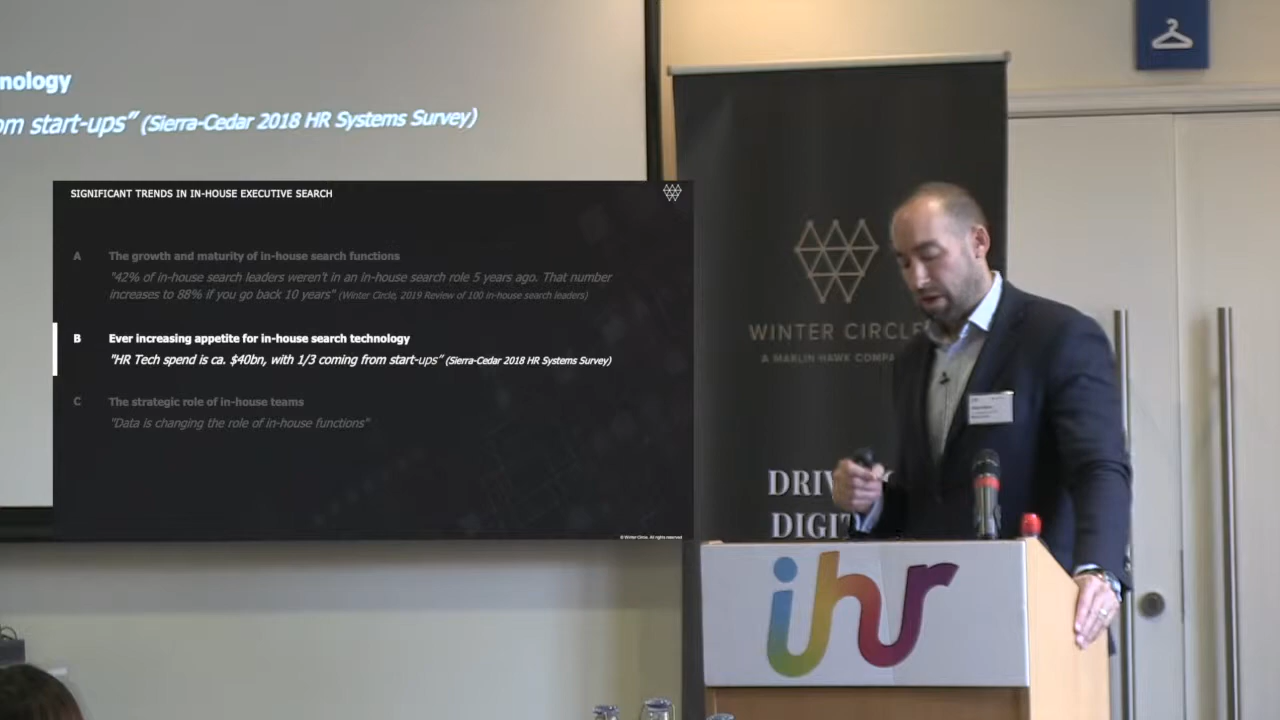 nology
om start-ups” (Sierra-Cedar 2018 HR Systems Survey)
SIGNIFICANT TRENDS IN IN-HOUSE EXECUTIVE SEARCH
A The growth and maturity of in-house search functions
"42% of in-house search leaders weren't in an in-house search role 5 years ago. That number
increases to 88% if you go back 10 years" (Winter Circle, 2019 Review of 100 in-house search leaders)
B Ever increasing appetite for in-house search technology
"HR Tech spend is ca. $40bn, with 1/3 coming from start-ups” (Sierra-Cedar 2018 HR Systems Survey)
C The strategic role of in-house teams
"Data is changing the role of in-house functions"
© Winter Circle. All rights reserved
WINTER CIRCLE
A MARLIN HAWK COMPA
DRIV
DIGIT
ihr